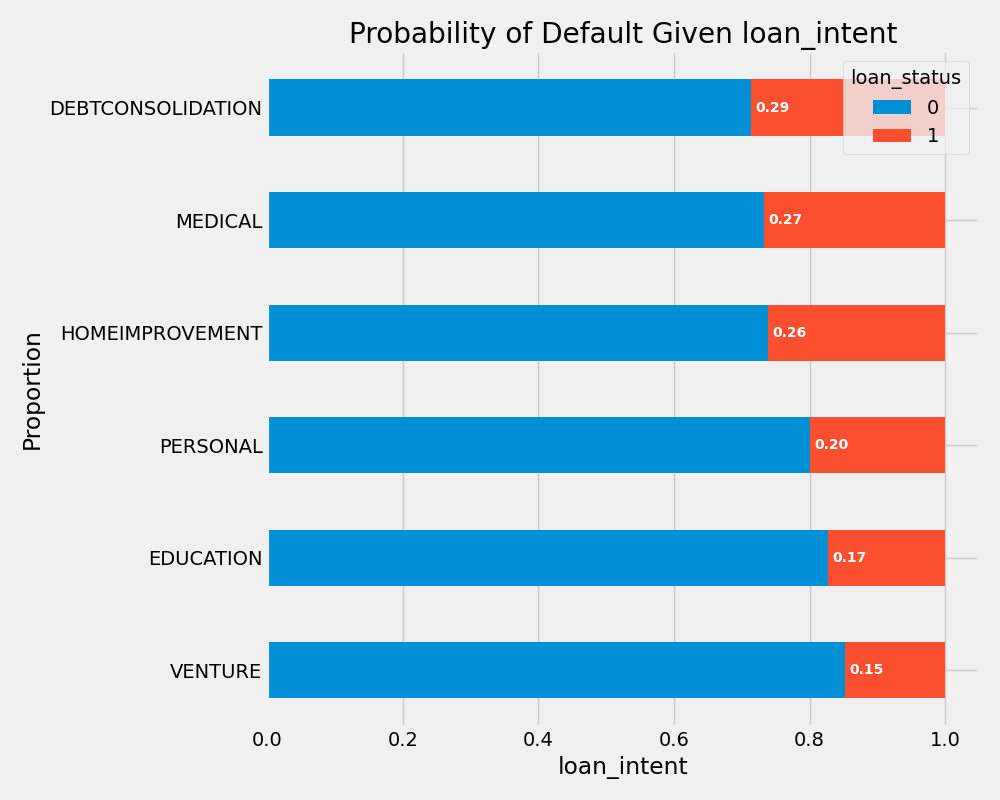 Probability of Default Given loan_intent
loan_status
0
1
DEBTCONSOLIDATION
0.29
MEDICAL
0.27
HOMEIMPROVEMENT
0.26
PERSONAL
0.20
EDUCATION
0.17
VENTURE
0.15
Proportion
0.0 0.2 0.4 0.6 0.8 1.0
loan_intent